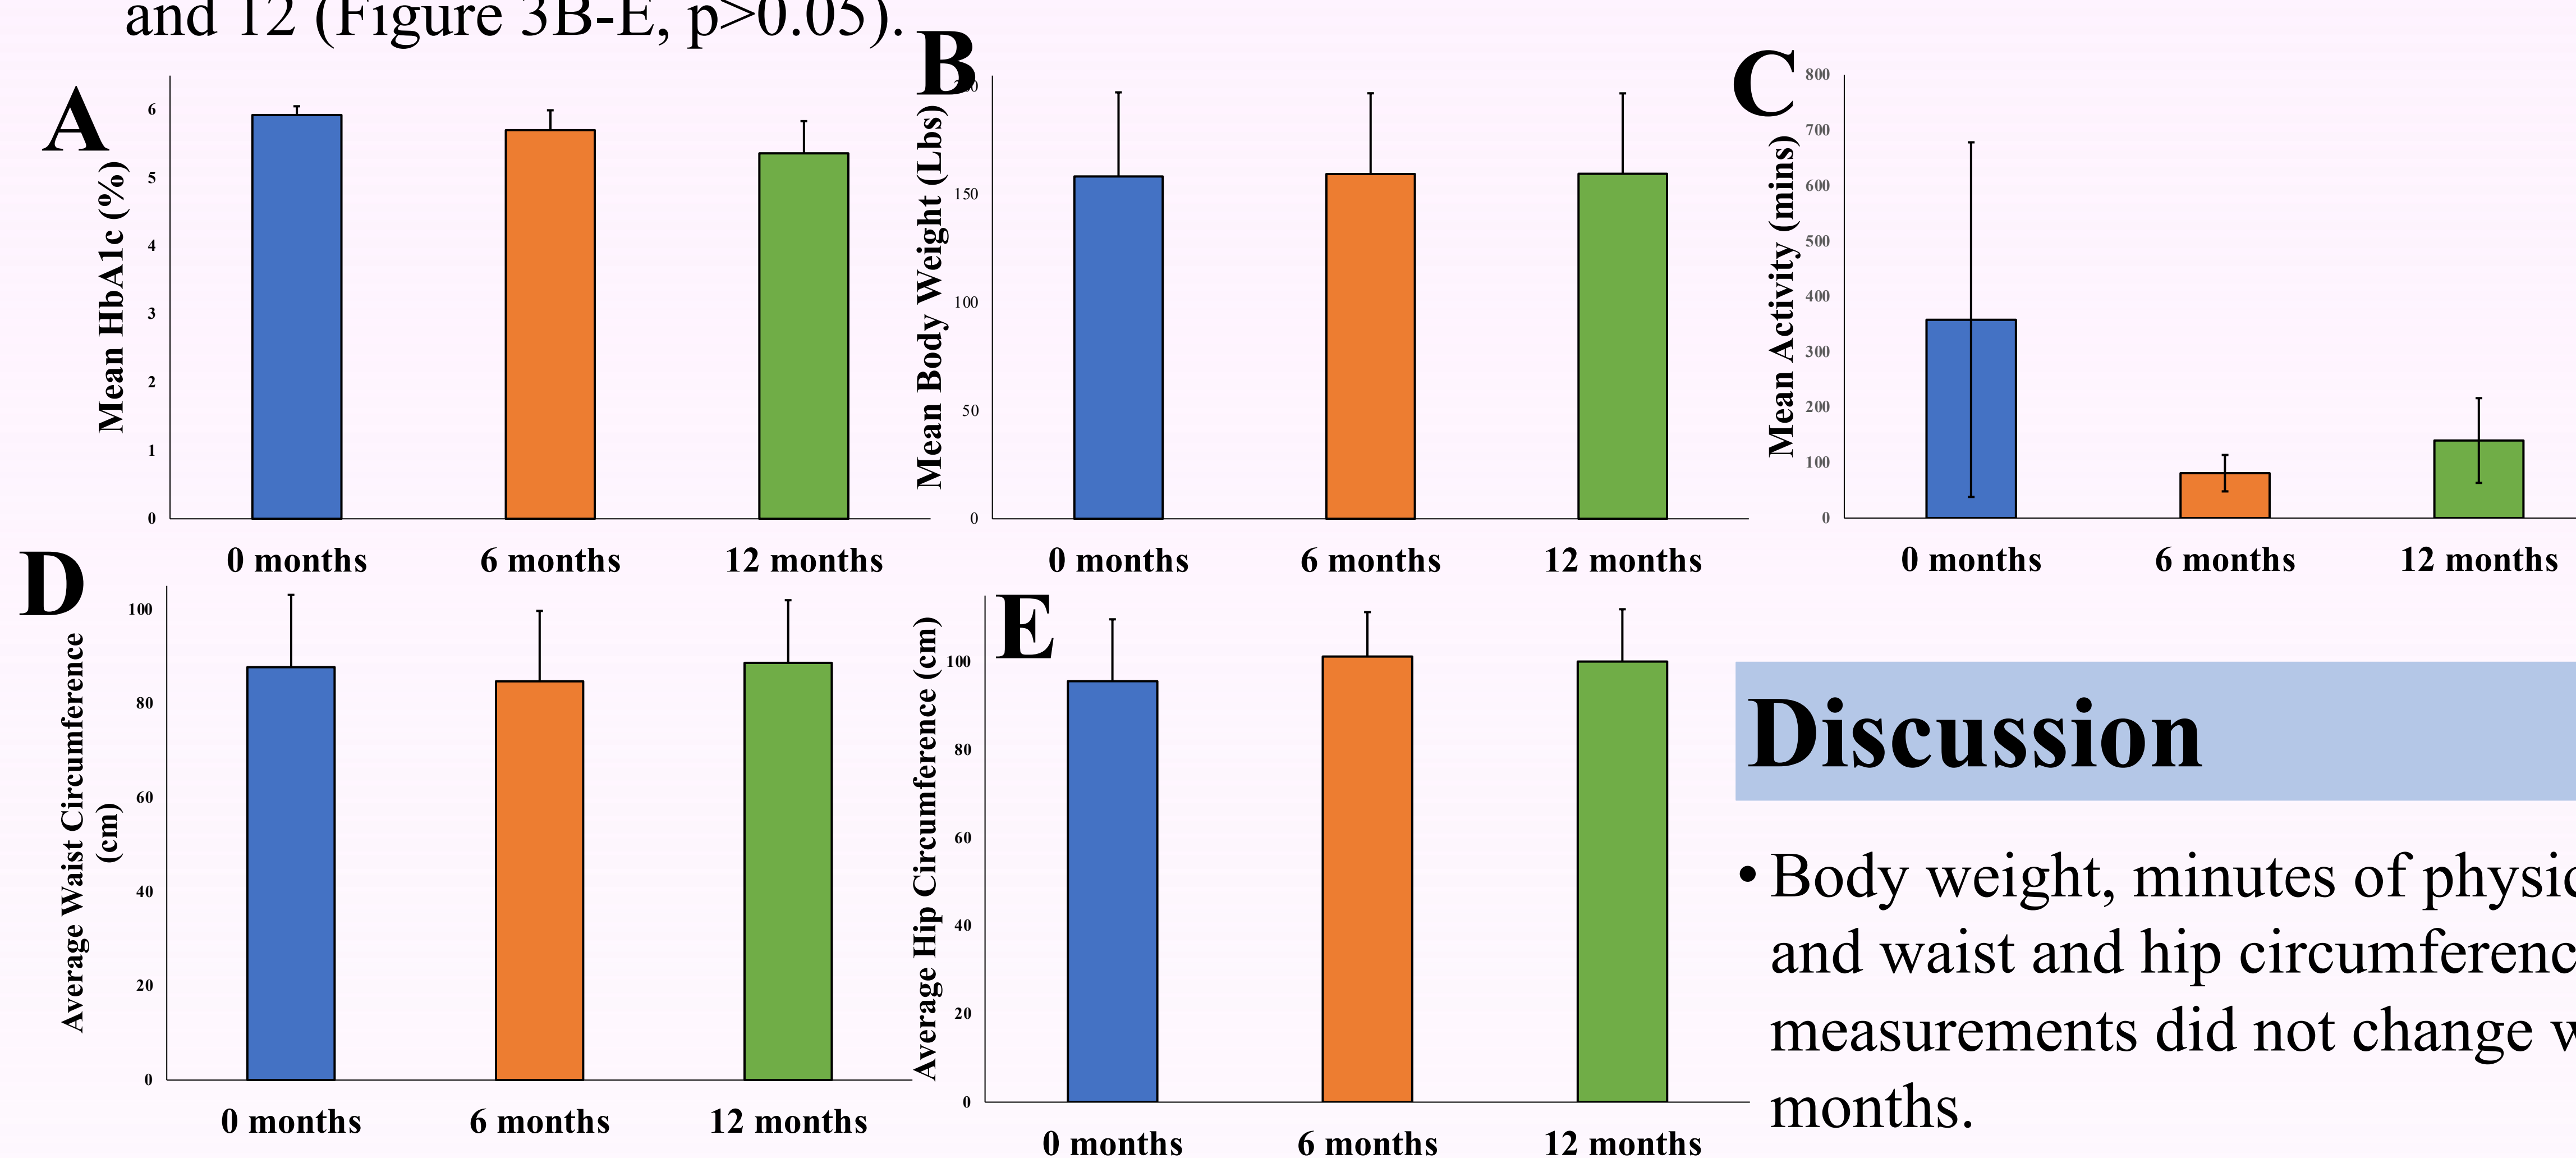 and 12 (Figure 3B-E, p>0.05).
A
Mean HbA1c (%)
6
5
4
3
2
1
0
0 months
6 months
12 months
B
Mean Body Weight (Lbs)
150
100
50
0
0 months
6 months
12 months
C
Mean Activity (mins)
800
700
600
500
400
300
200
100
0
0 months
6 months
12 months
D
Average Waist Circumference
(cm)
100
80
60
40
20
0
0 months
6 months
12 months
E
Average Hip Circumference (cm)
100
80
60
40
20
0
0 months
6 months
12 months
Discussion
• Body weight, minutes of physic
and waist and hip circumferenc
measurements did not change w
months.